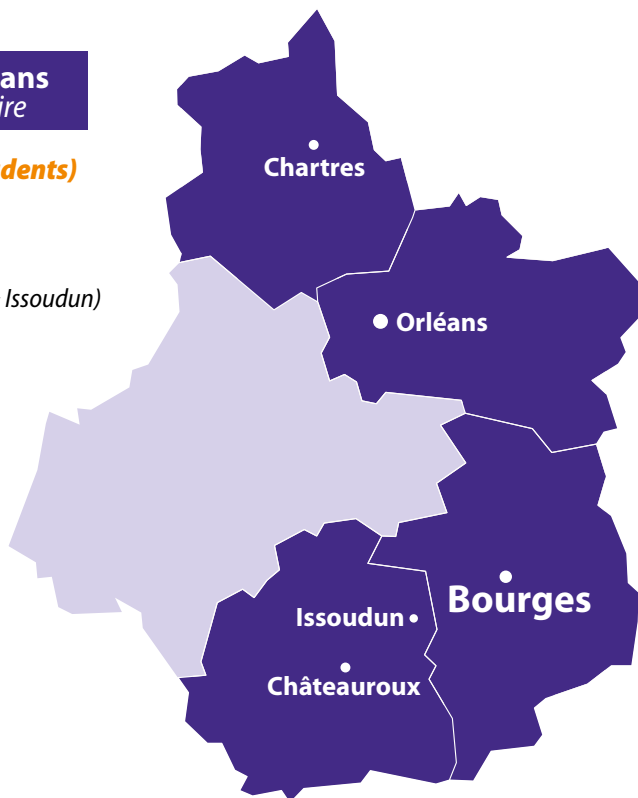 ans
ire
dents)
Issoudun)
Chartres
Orléans
Bourges
Issoudun
Châteauroux